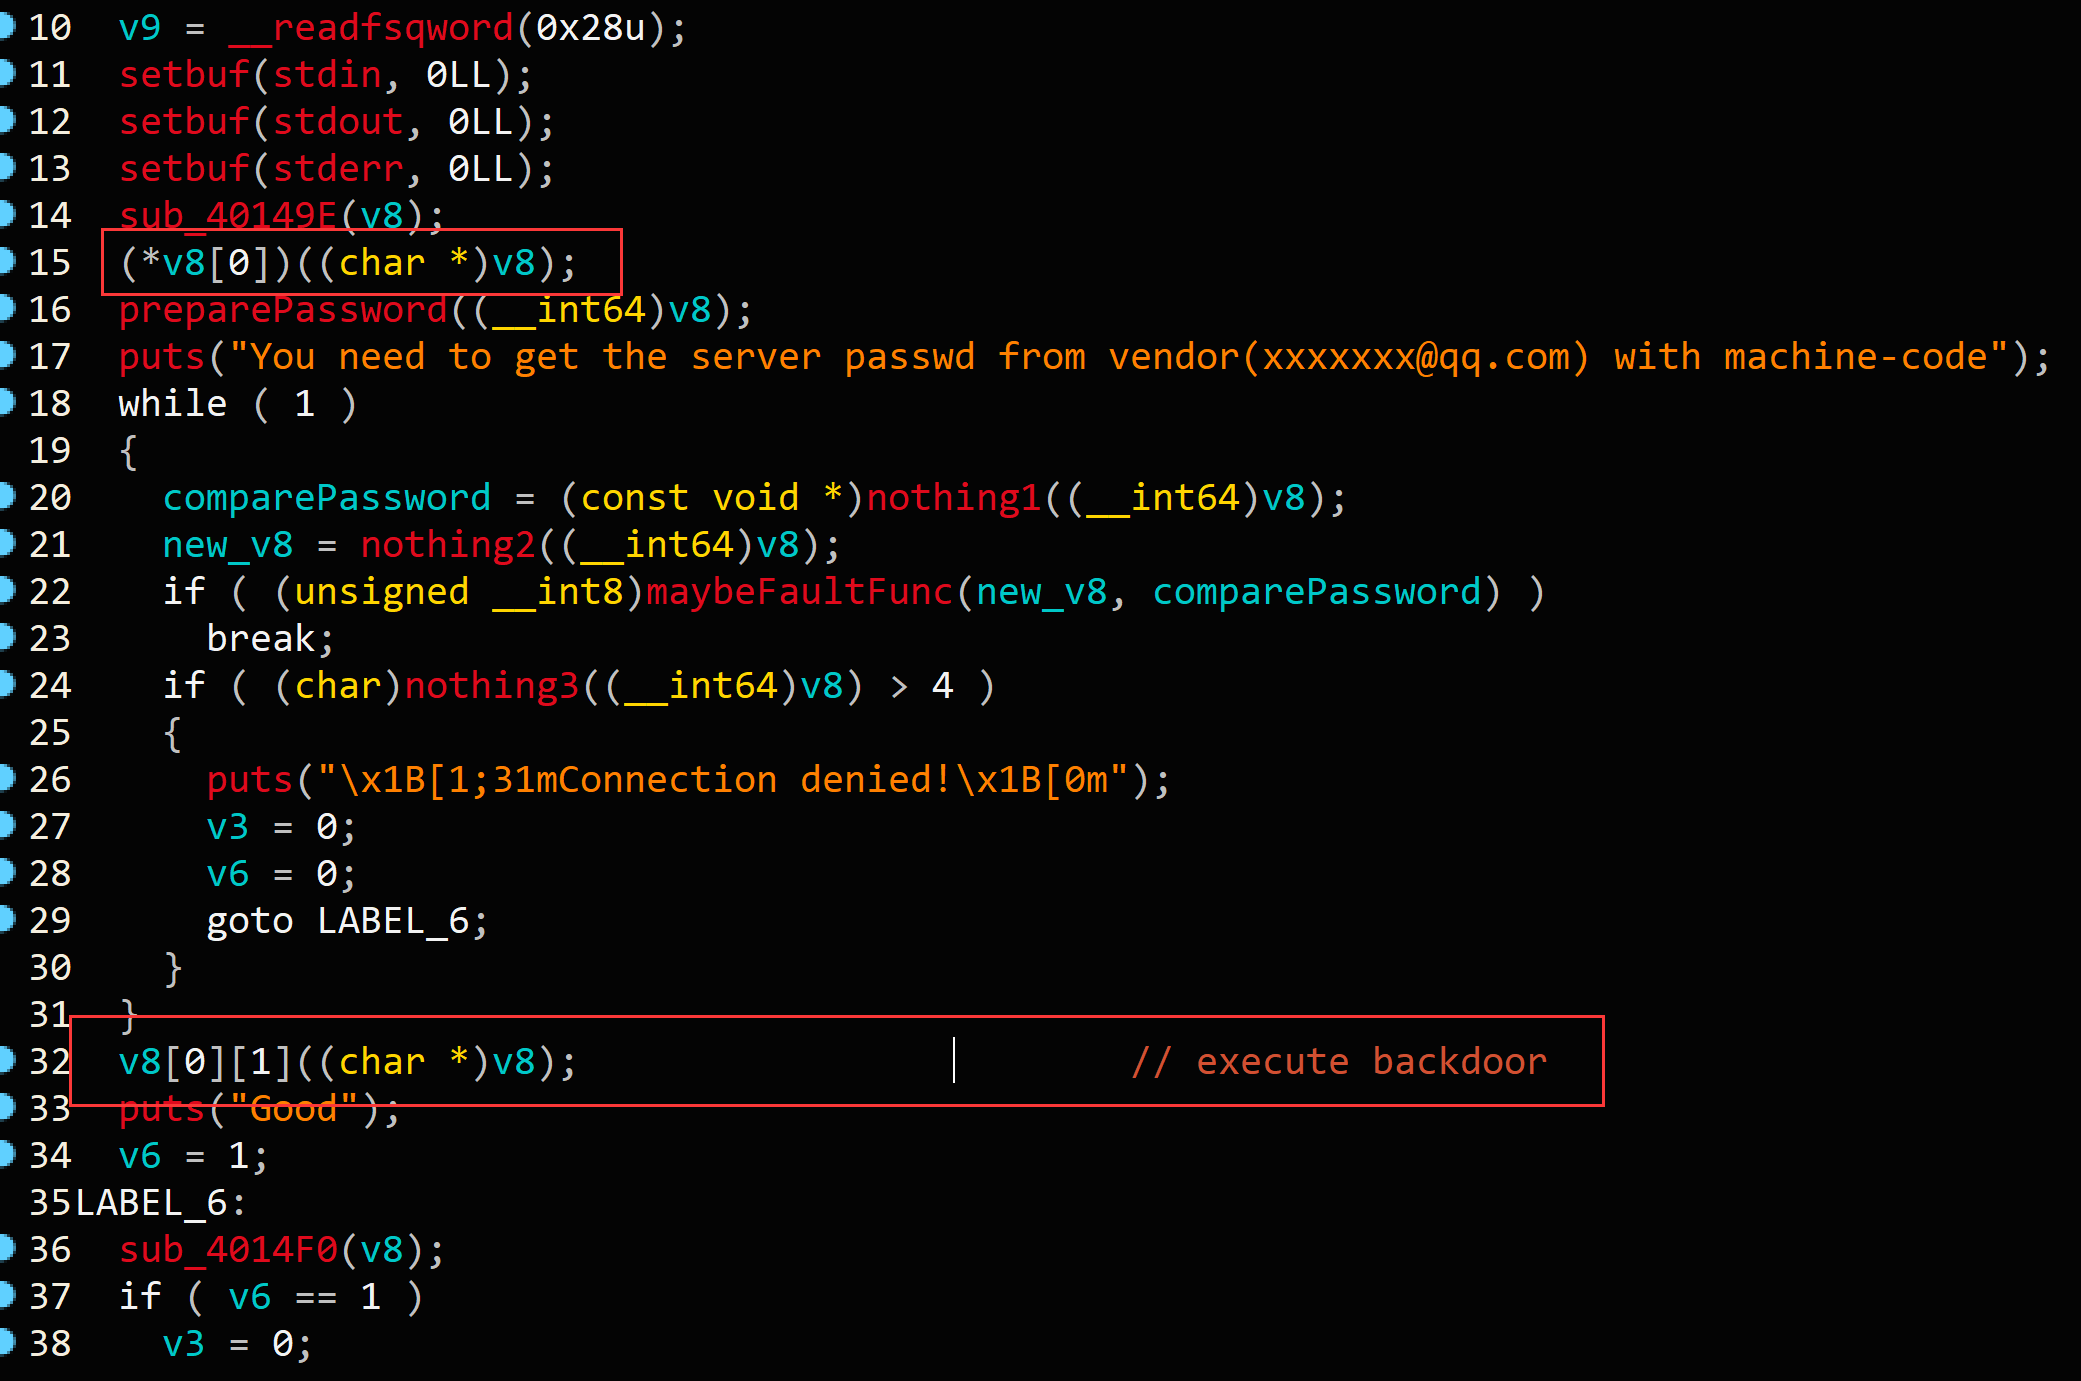 10 v9 = __readfsqword(0x28u);
11 setbuf(stdin, 0LL);
12 setbuf(stdout, 0LL);
13 setbuf(stderr, 0LL);
14 sub_40149E(v8);
15 (*v8[0])((char *)v8);
16 preparePassword((__int64)v8);
17 puts("You need to get the server passwd from vendor(xxxxxxx@qq.com) with machine-code");
18 while ( 1 )
19 {
20 comparePassword = (const void *)nothing1((__int64)v8);
21 new_v8 = nothing2((__int64)v8);
22 if ( (unsigned __int8)maybeFaultFunc(new_v8, comparePassword) )
23 break;
24 if ( (char)nothing3((__int64)v8) > 4 )
25 {
26 puts("\x1B[1;31mConnection denied!\x1B[0m");
27 v3 = 0;
28 v6 = 0;
29 goto LABEL_6;
30 }
31 }
32 v8[0][1]((char *)v8); // execute backdoor
33 puts("Good");
34 v6 = 1;
35 LABEL_6:
36 sub_4014F0(v8);
37 if ( v6 == 1 )
38 v3 = 0;